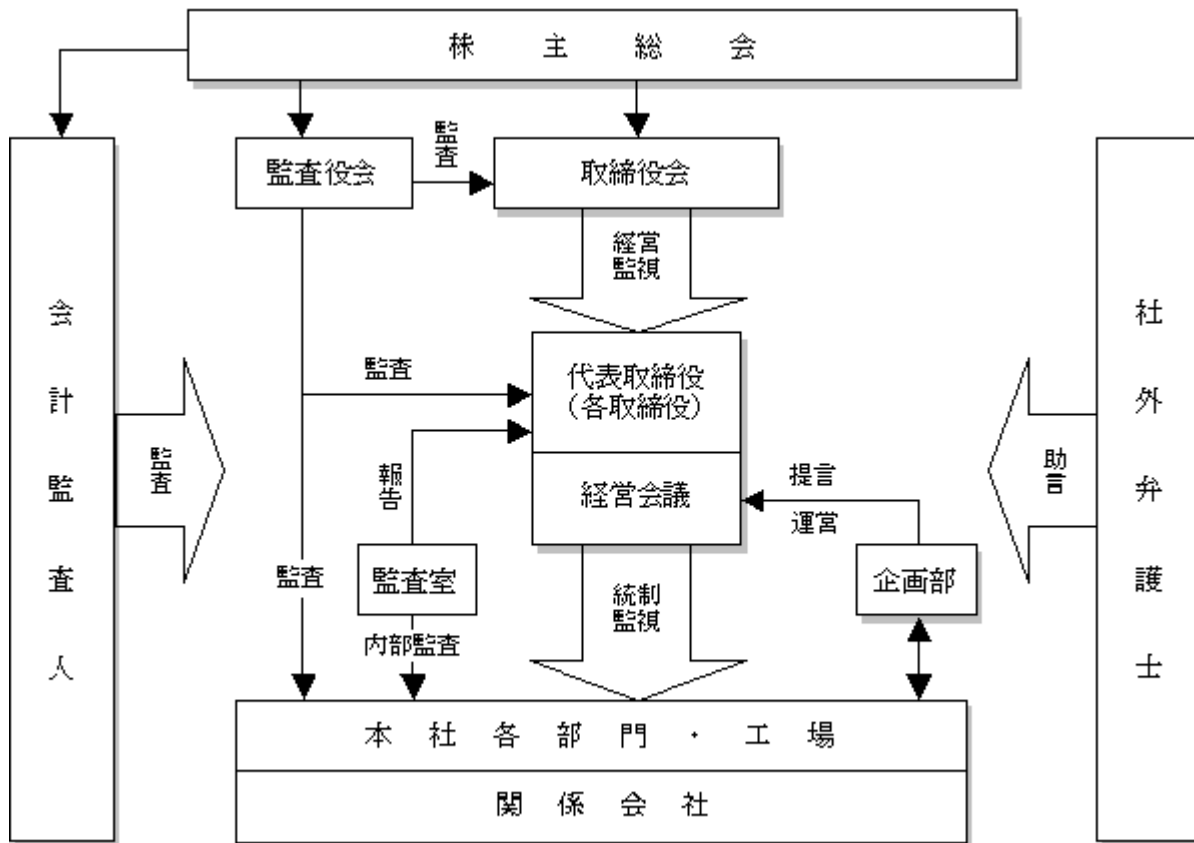 株主総会
監査役会
監査
取締役会
経営
監視
会計監査人
監査
監査
代表取締役
(各取締役)
報告
経営会議
提言
運営
助言
社外弁護士
監査
監査室
内部監査
統制
監視
企画部
本社各部門・工場
関係会社